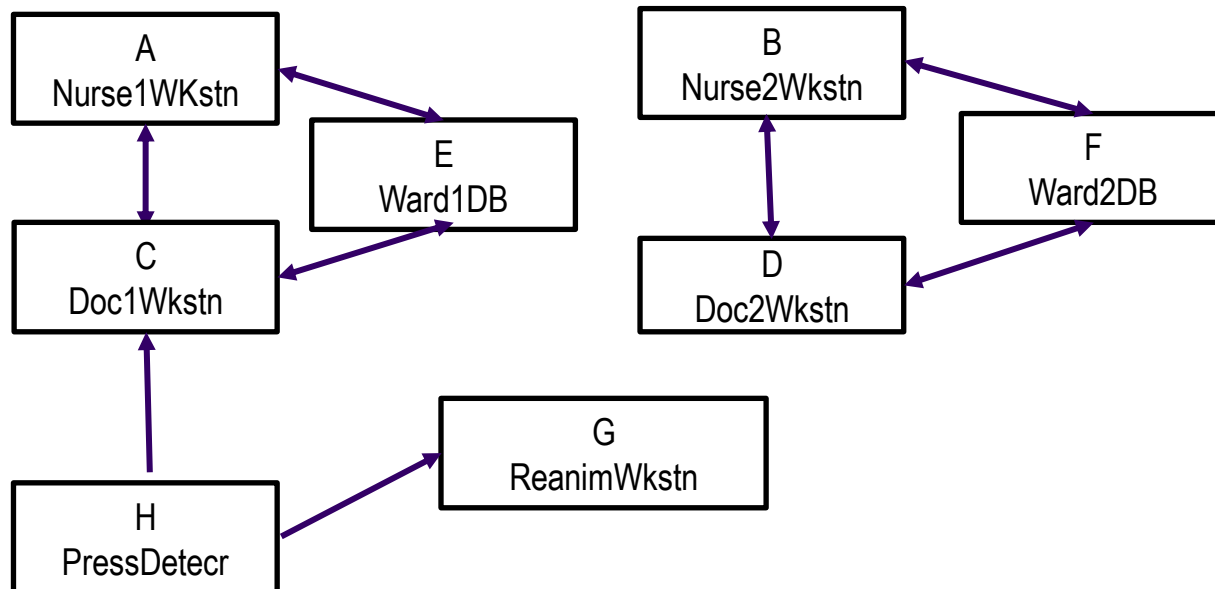 A
Nurse1WKstn
B
Nurse2Wkstn
E
Ward1DB
F
Ward2DB
C
Doc1Wkstn
D
Doc2Wkstn
G
ReanimWkstn
H
PressDetecr